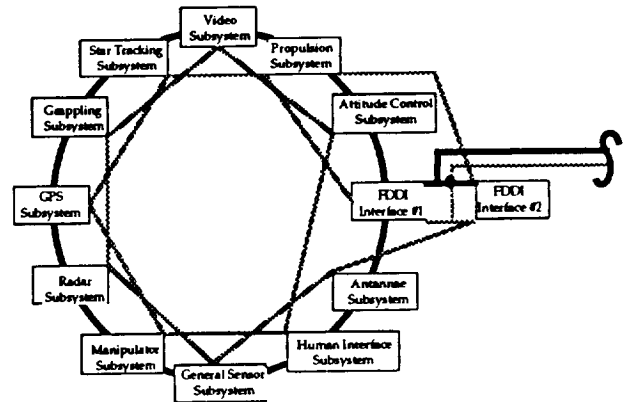 Video
Subsystem
Star Tracking
Subsystem
Propulsion
Subsystem
Grappling
Subsystem
Attitude Control
Subsystem
GPS
Subsystem
FDDI
Interface #1
FDDI
Interface #2
Radar
Subsystem
Antannae
Subsystem
Manipulator
Subsystem
Human Interface
Subsystem
General Sensor
Subsystem